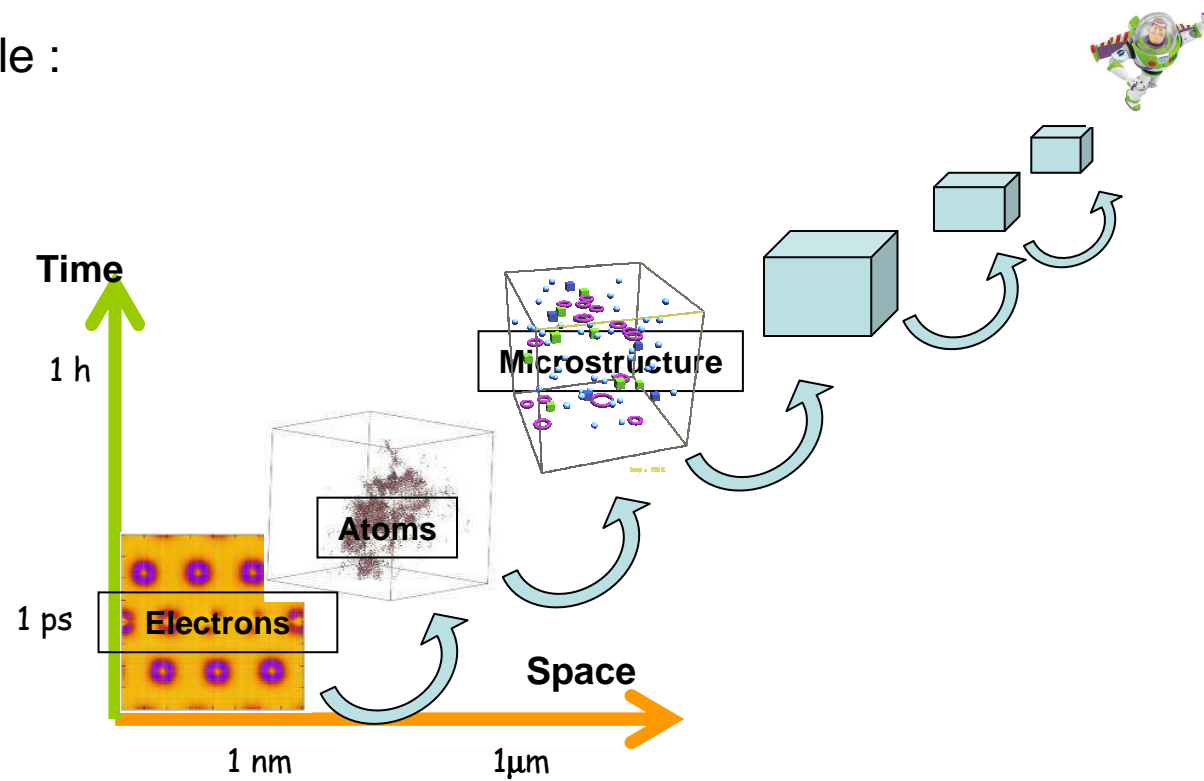 le :
Time
1 h
Microstructure
Atoms
1 ps
Electrons
Space
1 nm
1μm